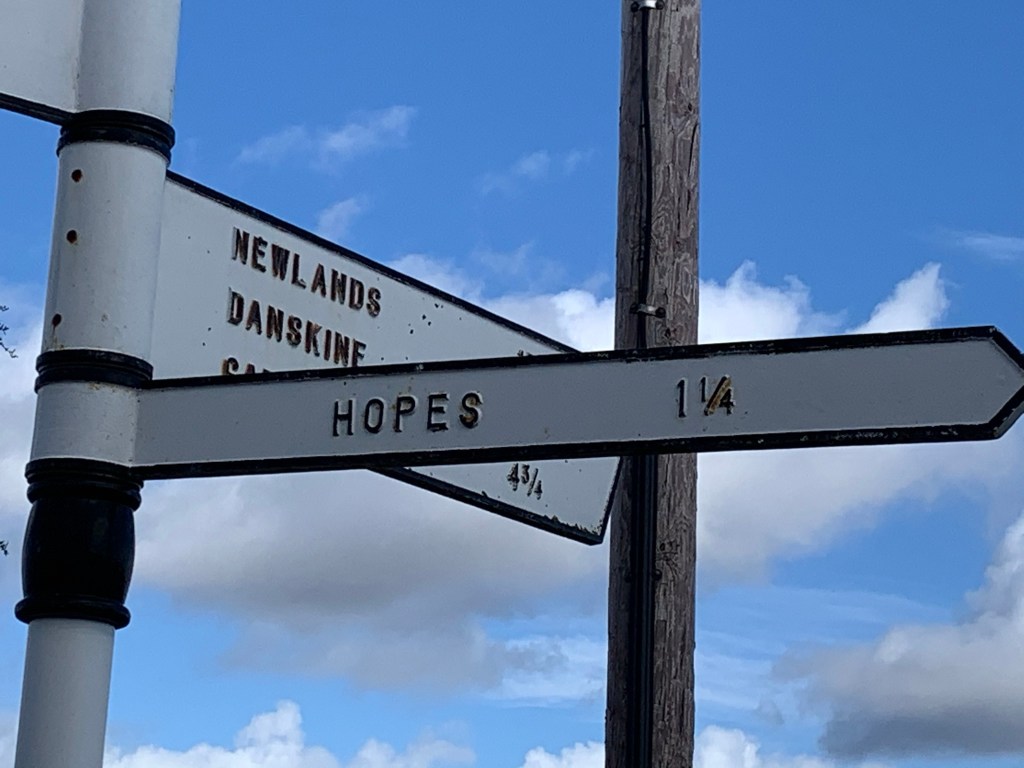 NEWLANDS
DANSKINE
4¾
HOPES 1¼